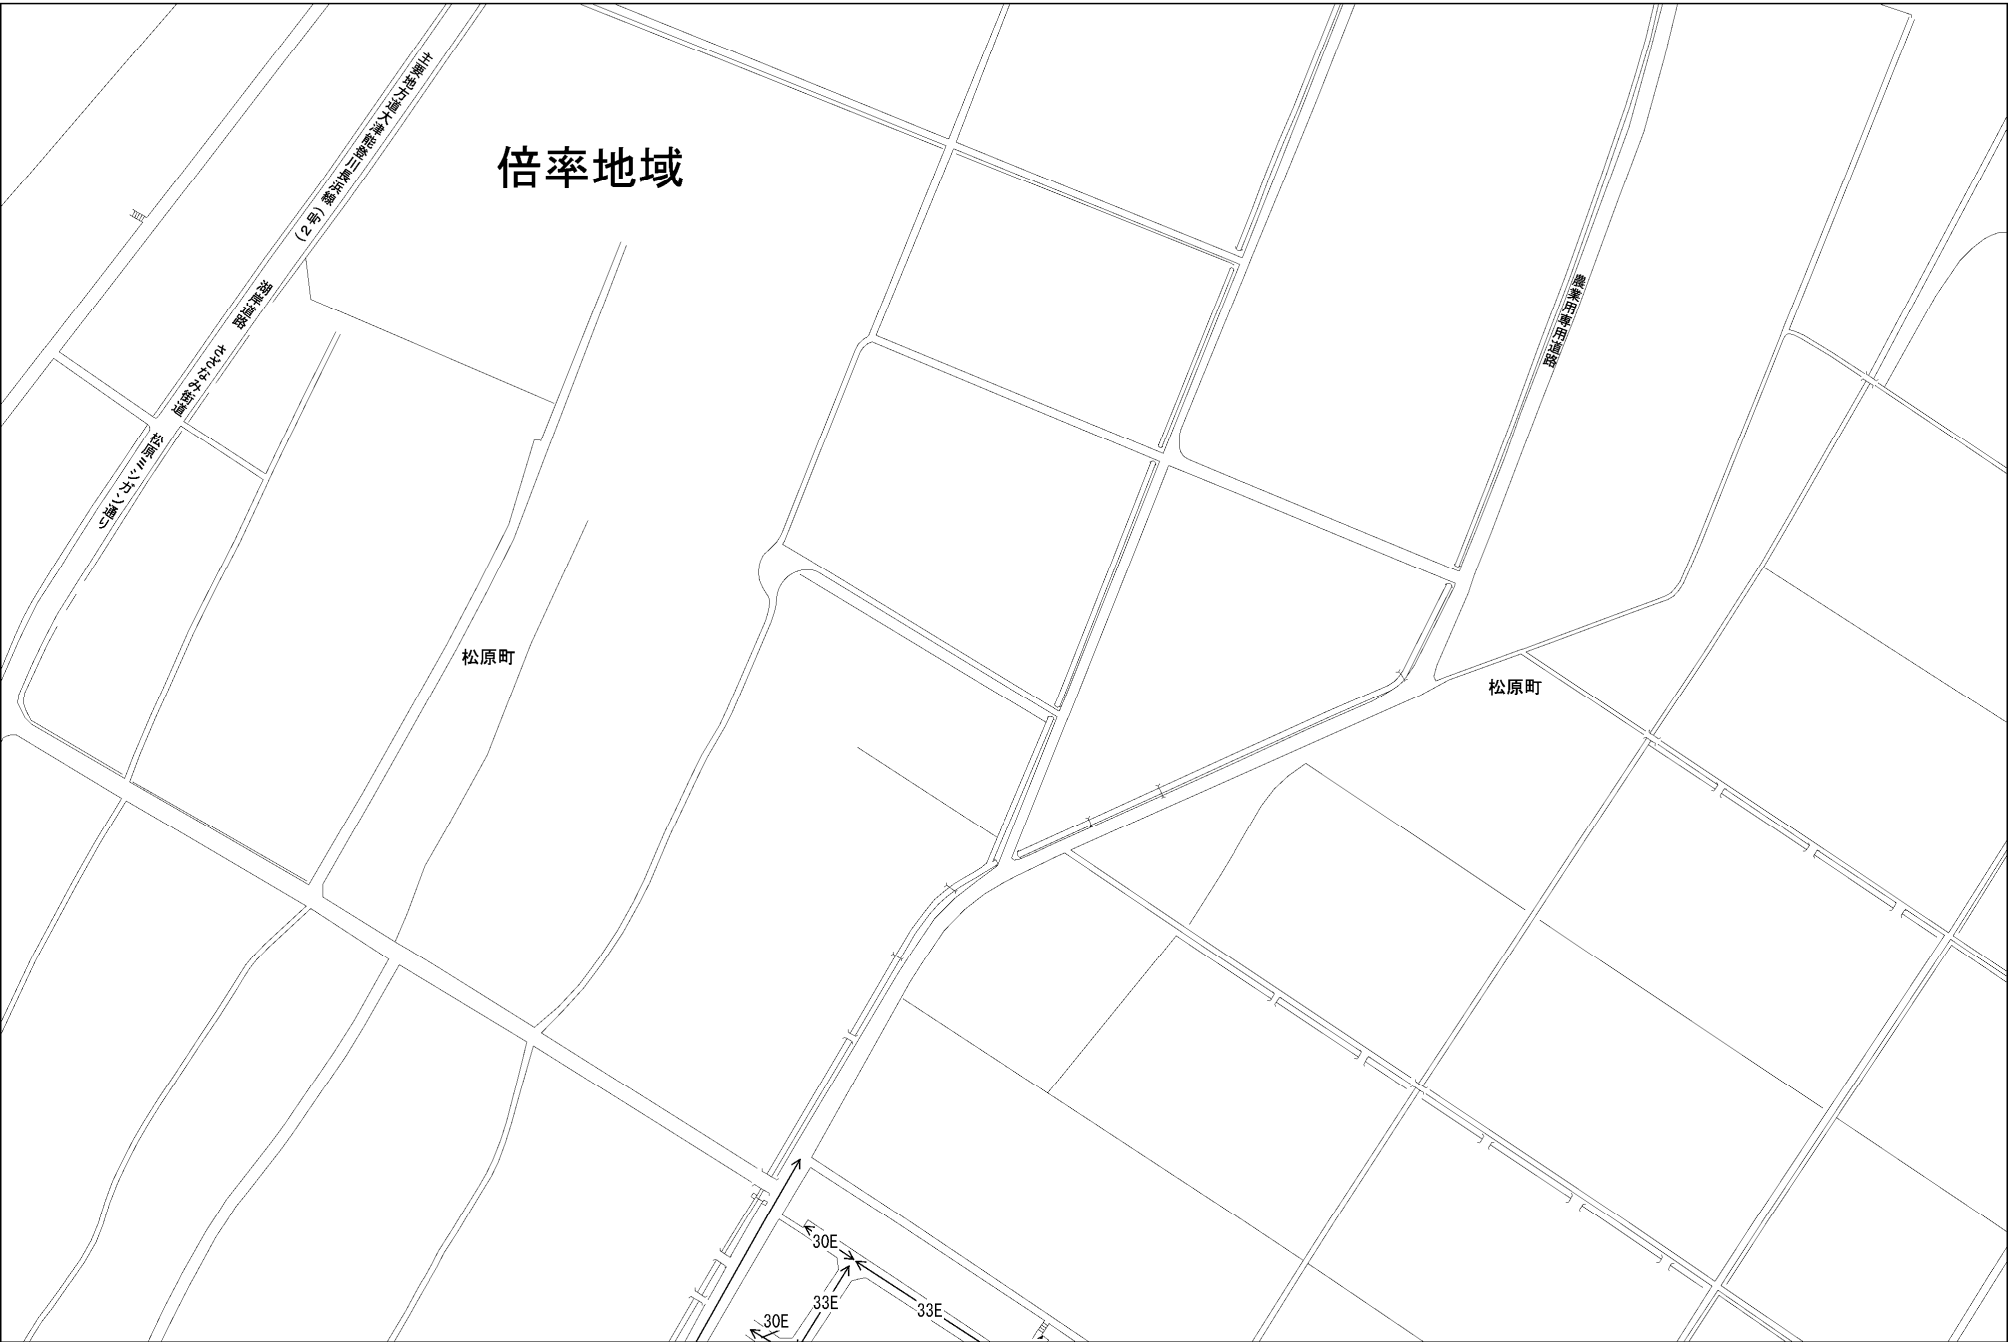 主要地方道大津能登川長浜線
(2号)
倍率地域
湖岸道路
さざなみ街道
松原ミシガン通り
農業用専用道路
松原町
松原町
30E
33E
33E
30E